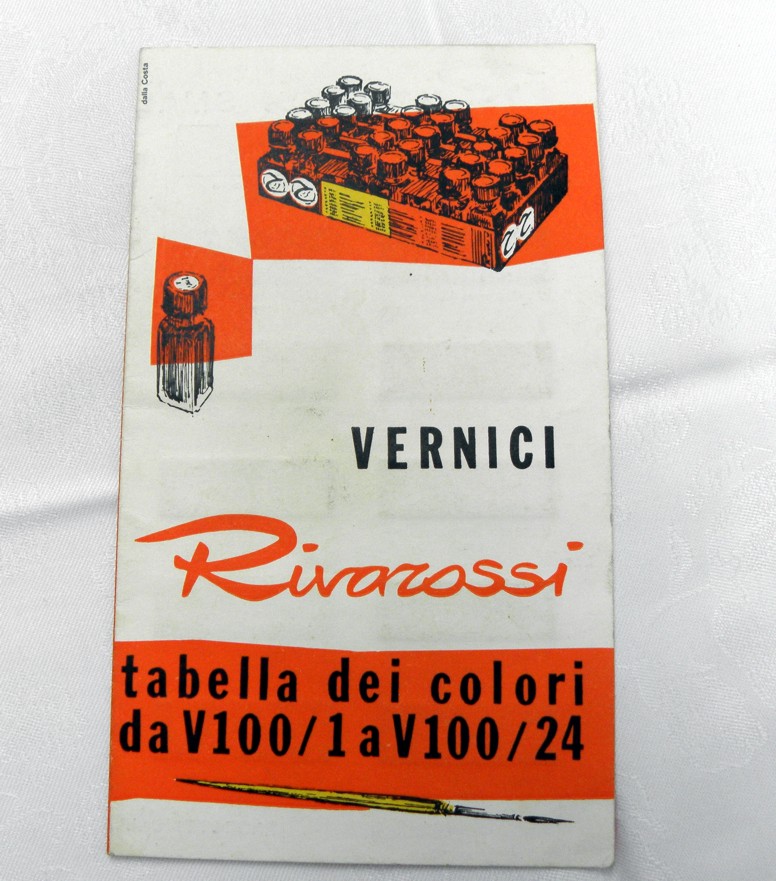 dalla Costa
VERNICI
Rivarossi
tabella dei colori
da V100/1 a V100/24